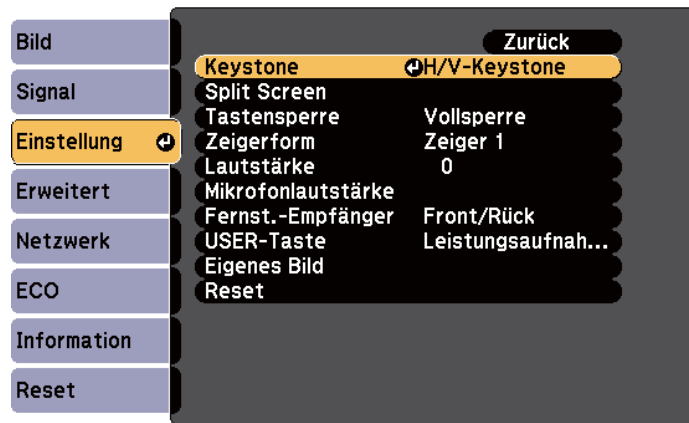 Bild
Signal
Einstellung
Erweitert
Netzwerk
ECO
Information
Reset
Zurück
Keystone H/V-Keystone
Split Screen
Tastensperre Vollsperre
Zeigerform Zeiger 1
Lautstärke 0
Mikrofonlautstärke
Fernst.-Empfänger Front/Rück
USER-Taste Leistungsaufnah...
Eigenes Bild
Reset